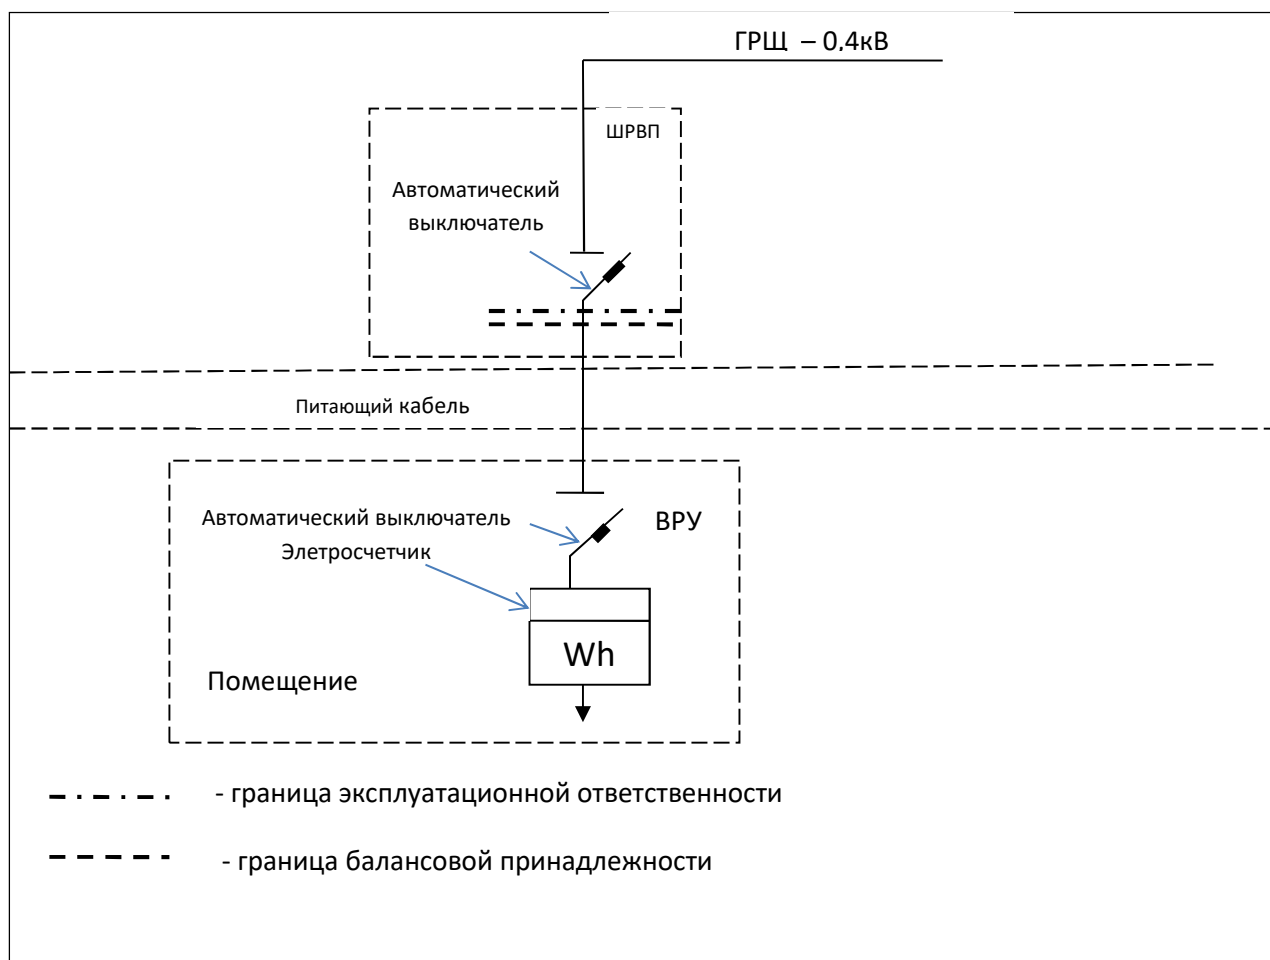 ГРЩ – 0,4кВ
ШРВП
Автоматический
выключатель
Питающий кабель
Автоматический выключатель
ВРУ
Элетросчетчик
Wh
Помещение
- граница эксплуатационной ответственности
- граница балансовой принадлежности